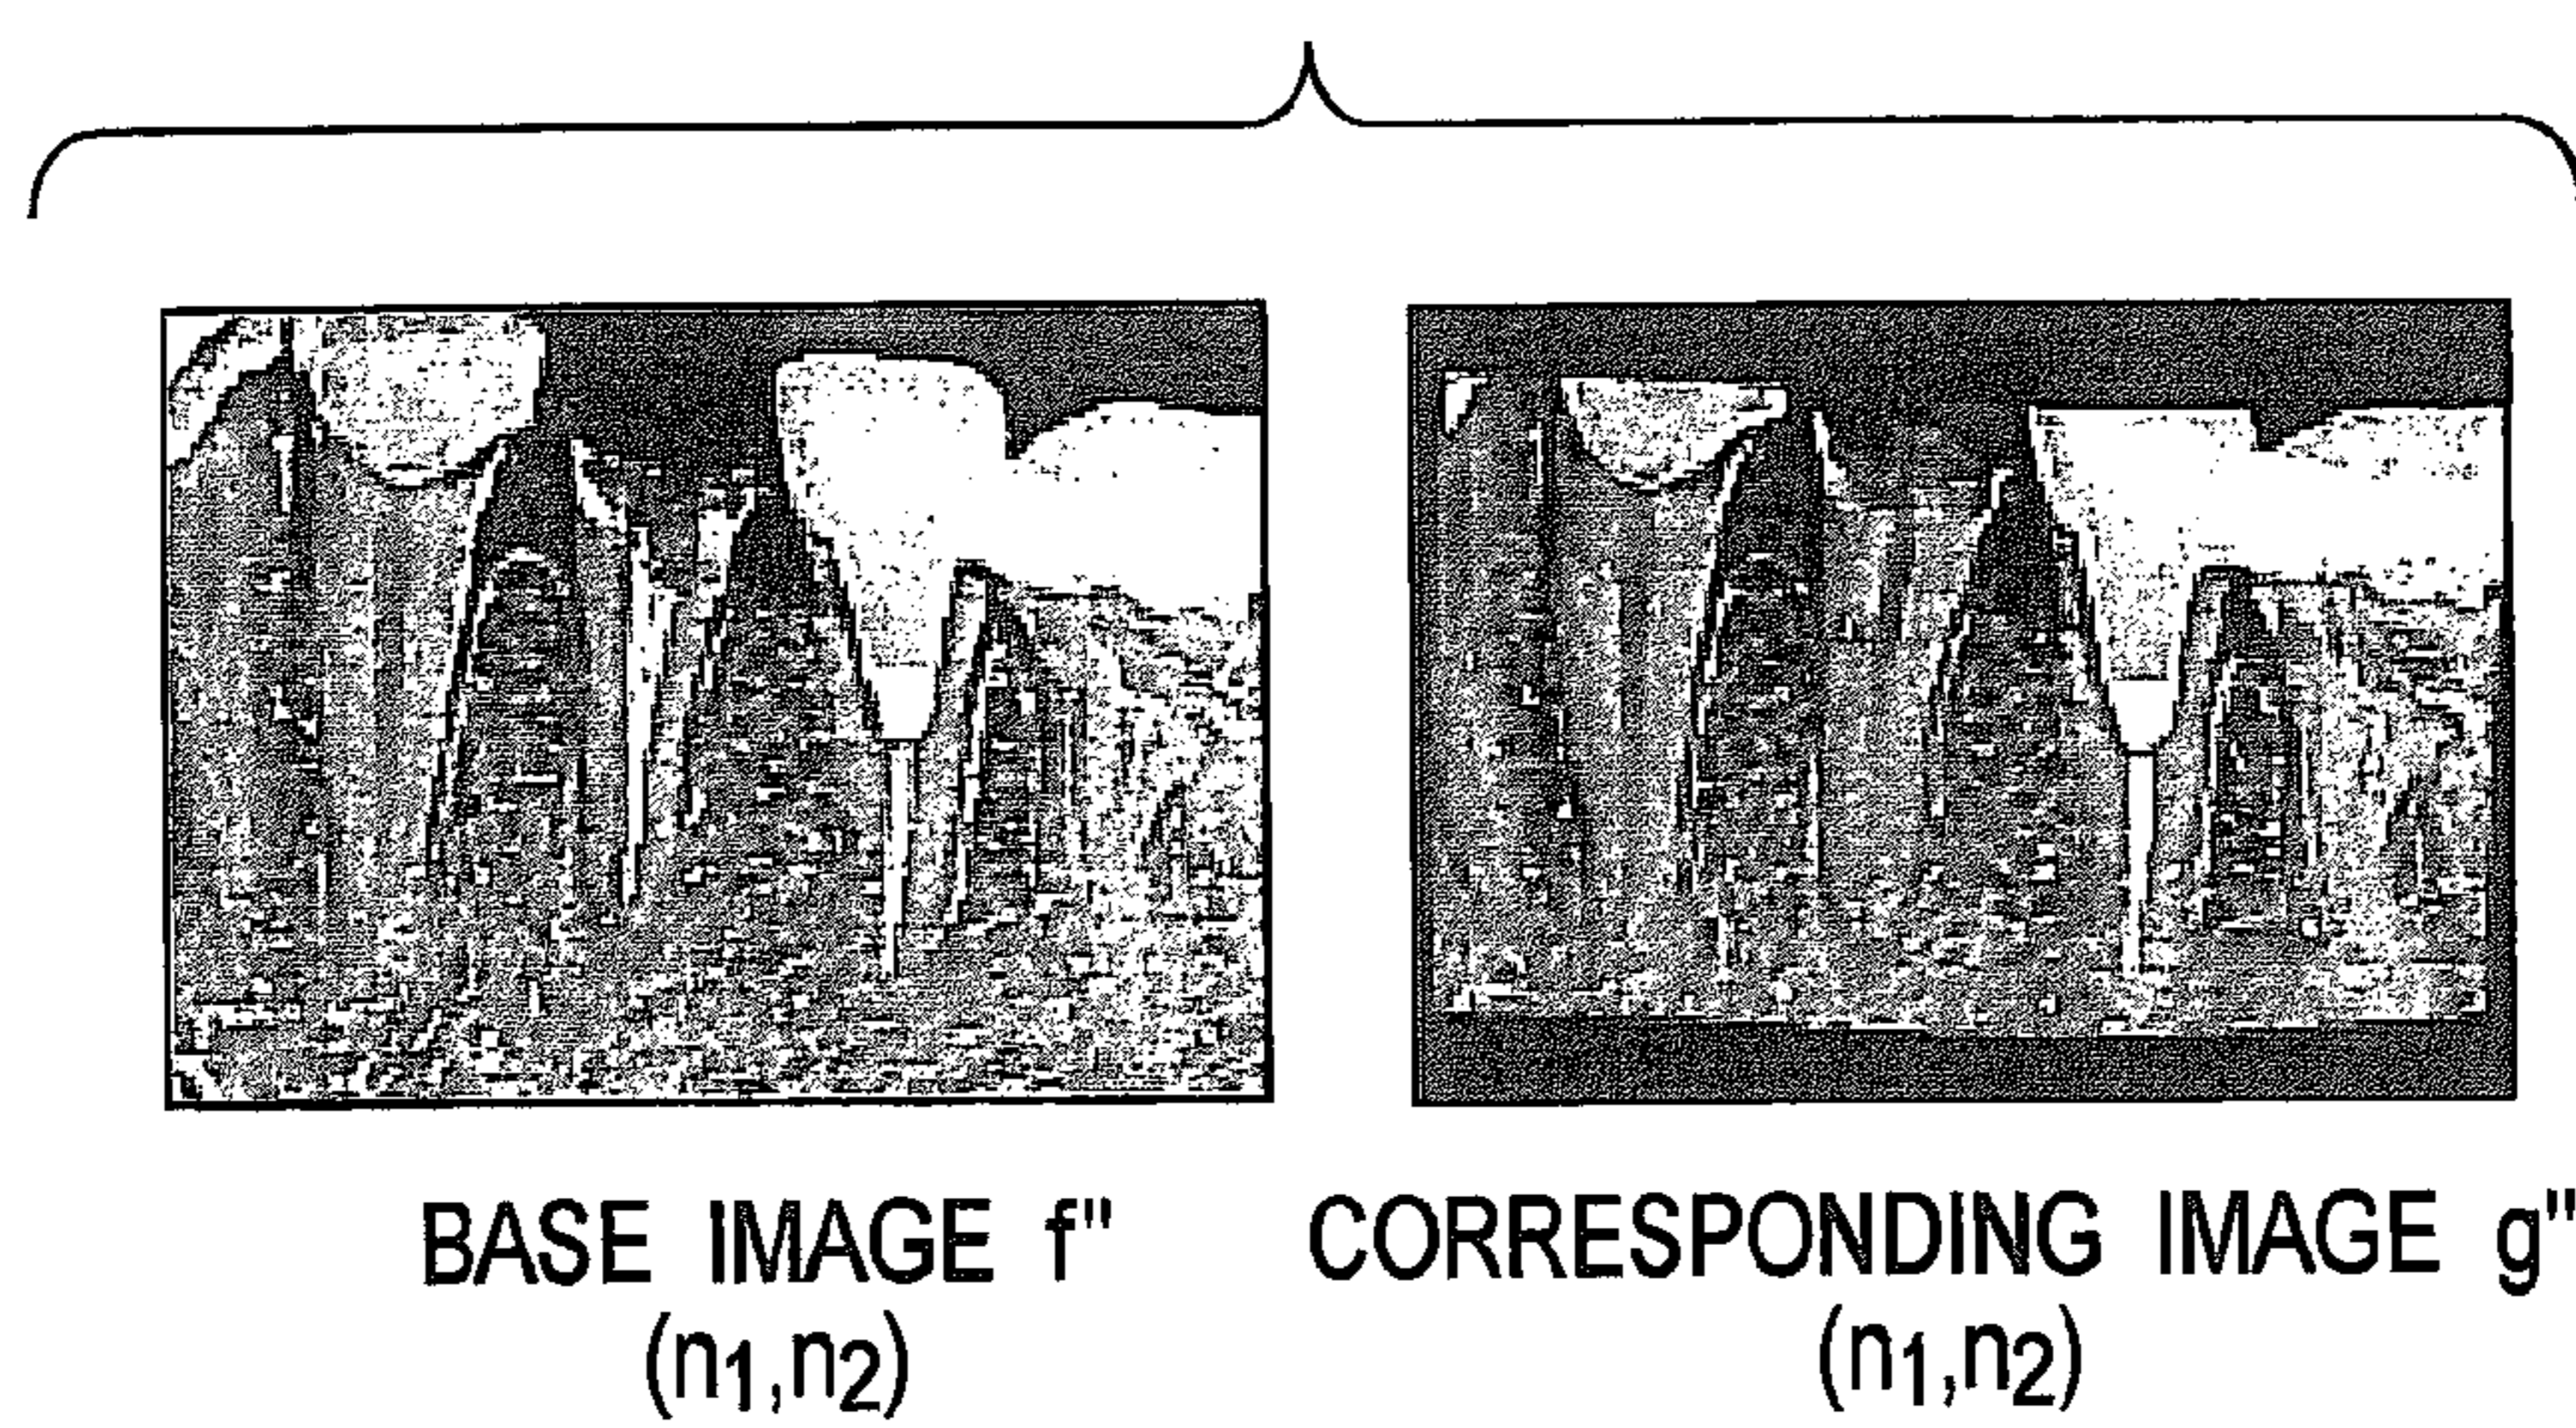 BASE IMAGE f"
(n1,n2)
CORRESPONDING IMAGE g"
(n1,n2)